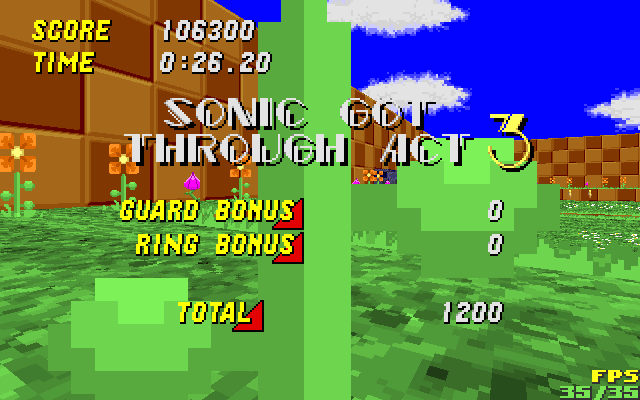 SCORE 106300
TIME 0:26.20
SONIC GOT
THROUGH ACT 3
GUARD BONUS 0
RING BONUS 0
TOTAL 1200
FPS
35/35